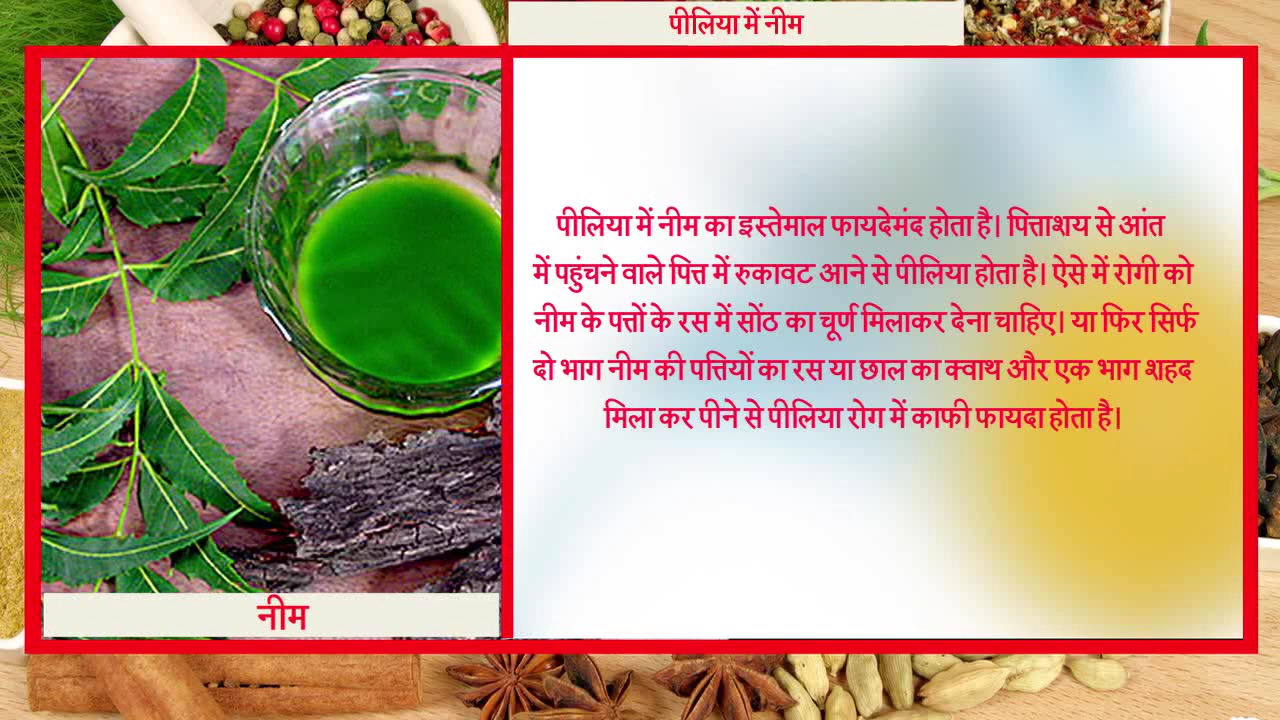 पीलिया में नीम
पीलिया में नीम का इस्तेमाल फायदेमंद होता है। पित्ताशय से आंत
में पहुंचने वाले पित्त में रुकावट आने से पीलिया होता है। ऐसे में रोगी को
नीम के पत्तों के रस में सोंठ का चूर्ण मिलाकर देना चाहिए। या फिर सिर्फ
दो भाग नीम की पत्तियों का रस या छाल का क्वाथ और एक भाग शहद
मिला कर पीने से पीलिया रोग में काफी फायदा होता है।
नीम